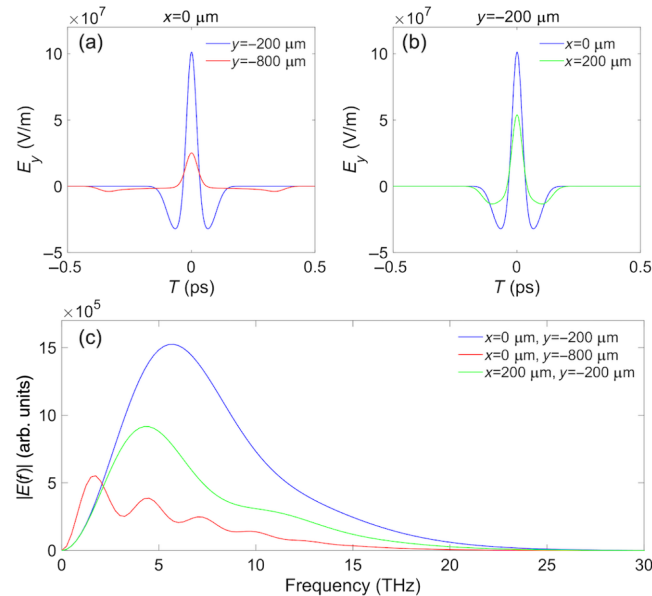 x=0 μm
y=−200 μm
×10⁷
(a)
y=−200 μm
y=−800 μm
10
5
0
−5
E_y (V/m)
−0.5
0
0.5
T (ps)
×10⁷
(b)
x=0 μm
x=200 μm
10
5
0
−5
E_y (V/m)
−0.5
0
0.5
T (ps)
×10⁵
(c)
x=0 μm, y=−200 μm
x=0 μm, y=−800 μm
x=200 μm, y=−200 μm
15
10
5
0
|E(f)| (arb. units)
0
5
10
15
20
25
30
Frequency (THz)